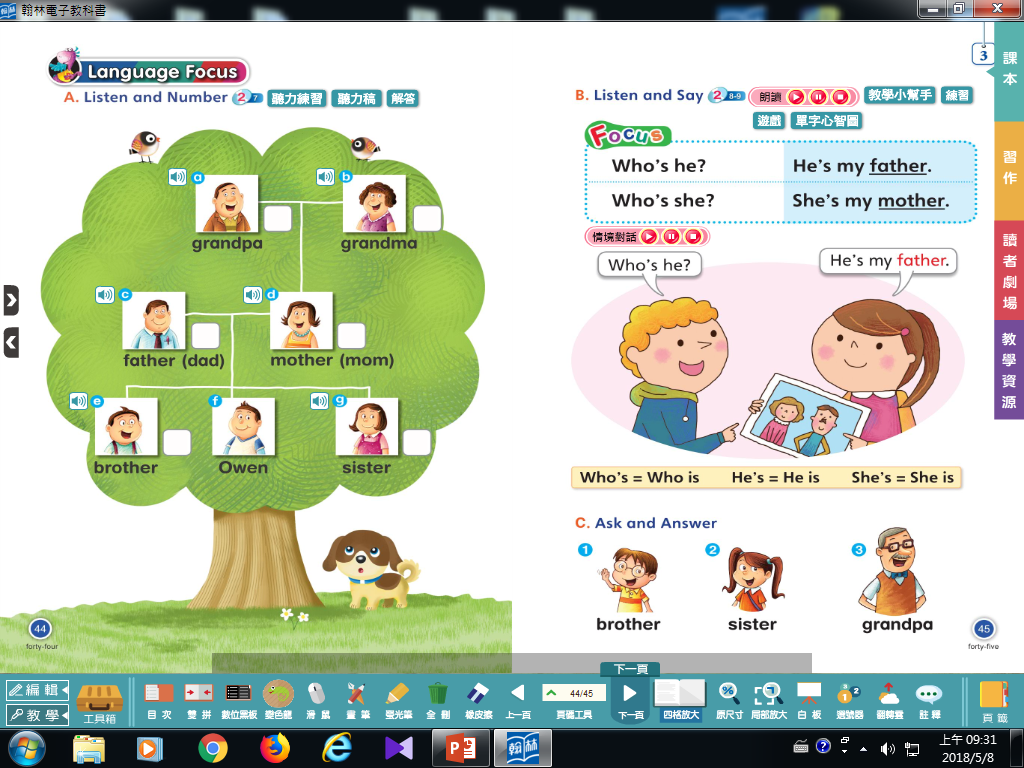 翰林電子教科書
Language Focus
A. Listen and Number 2 7 聽力練習 聽力稿 解答
a
b
grandpa
grandma
c
d
father (dad)
mother (mom)
e
f
g
brother
Owen
sister
44
forty-four
3
B. Listen and Say 2 8-9 朗讀 教學小幫手 練習
遊戲 單字心智圖
Focus
Who's he? He's my father.
Who's she? She's my mother.
情境對話
Who's he?
He's my father.
Who's = Who is He's = He is She's = She is
C. Ask and Answer
1
2
3
brother
sister
grandpa
45
forty-five
課本
習作
讀者劇場
教學資源
下一頁
編輯
教學
工具箱
目次
雙拼
數位黑板
變色龍
滑鼠
畫筆
螢光筆
全刪
橡皮擦
上一頁
44/45
頁碼工具
下一頁
四格放大
原尺寸
局部放大
白板
選號器
翻轉雲
註釋
頁籤
翰林
上午 09:31
2018/5/8